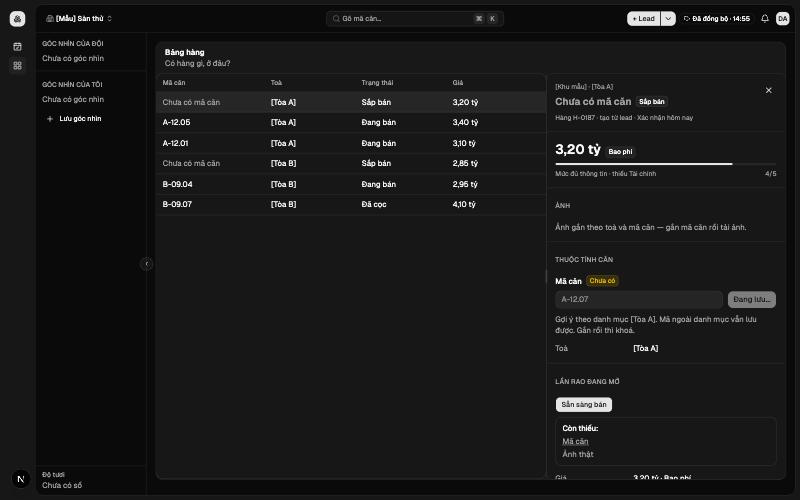 [Mẫu] Sàn thử
Gõ mã căn...
⌘ K
+ Lead
Đã đồng bộ · 14:55
DA
GÓC NHÌN CỦA ĐỘI
Chưa có góc nhìn
GÓC NHÌN CỦA TÔI
Chưa có góc nhìn
+ Lưu góc nhìn
Độ tươi
Chưa có số
N
Bảng hàng
Có hàng gì, ở đâu?
Mã căn Toà Trạng thái Giá
Chưa có mã căn [Tòa A] Sắp bán 3,20 tỷ
A-12.05 [Tòa A] Đang bán 3,40 tỷ
A-12.01 [Tòa A] Đang bán 3,10 tỷ
Chưa có mã căn [Tòa B] Sắp bán 2,85 tỷ
B-09.04 [Tòa B] Đang bán 2,95 tỷ
B-09.07 [Tòa B] Đã cọc 4,10 tỷ
[Khu mẫu] · [Tòa A]
Chưa có mã căn Sắp bán
Hàng H-0187 · tạo từ lead · Xác nhận hôm nay
3,20 tỷ Bao phí
Mức đủ thông tin · thiếu Tài chính 4/5
ẢNH
Ảnh gắn theo toà và mã căn — gắn mã căn rồi tải ảnh.
THUỘC TÍNH CĂN
Mã căn Chưa có
A-12.07 Đang lưu...
Gợi ý theo danh mục [Tòa A]. Mã ngoài danh mục vẫn lưu
được. Gắn rồi thì khoá.
Toà [Tòa A]
LẦN RAO ĐANG MỞ
Sẵn sàng bán
Còn thiếu:
Mã căn
Ảnh thật
Giá 3,20 tỷ · Bao phí